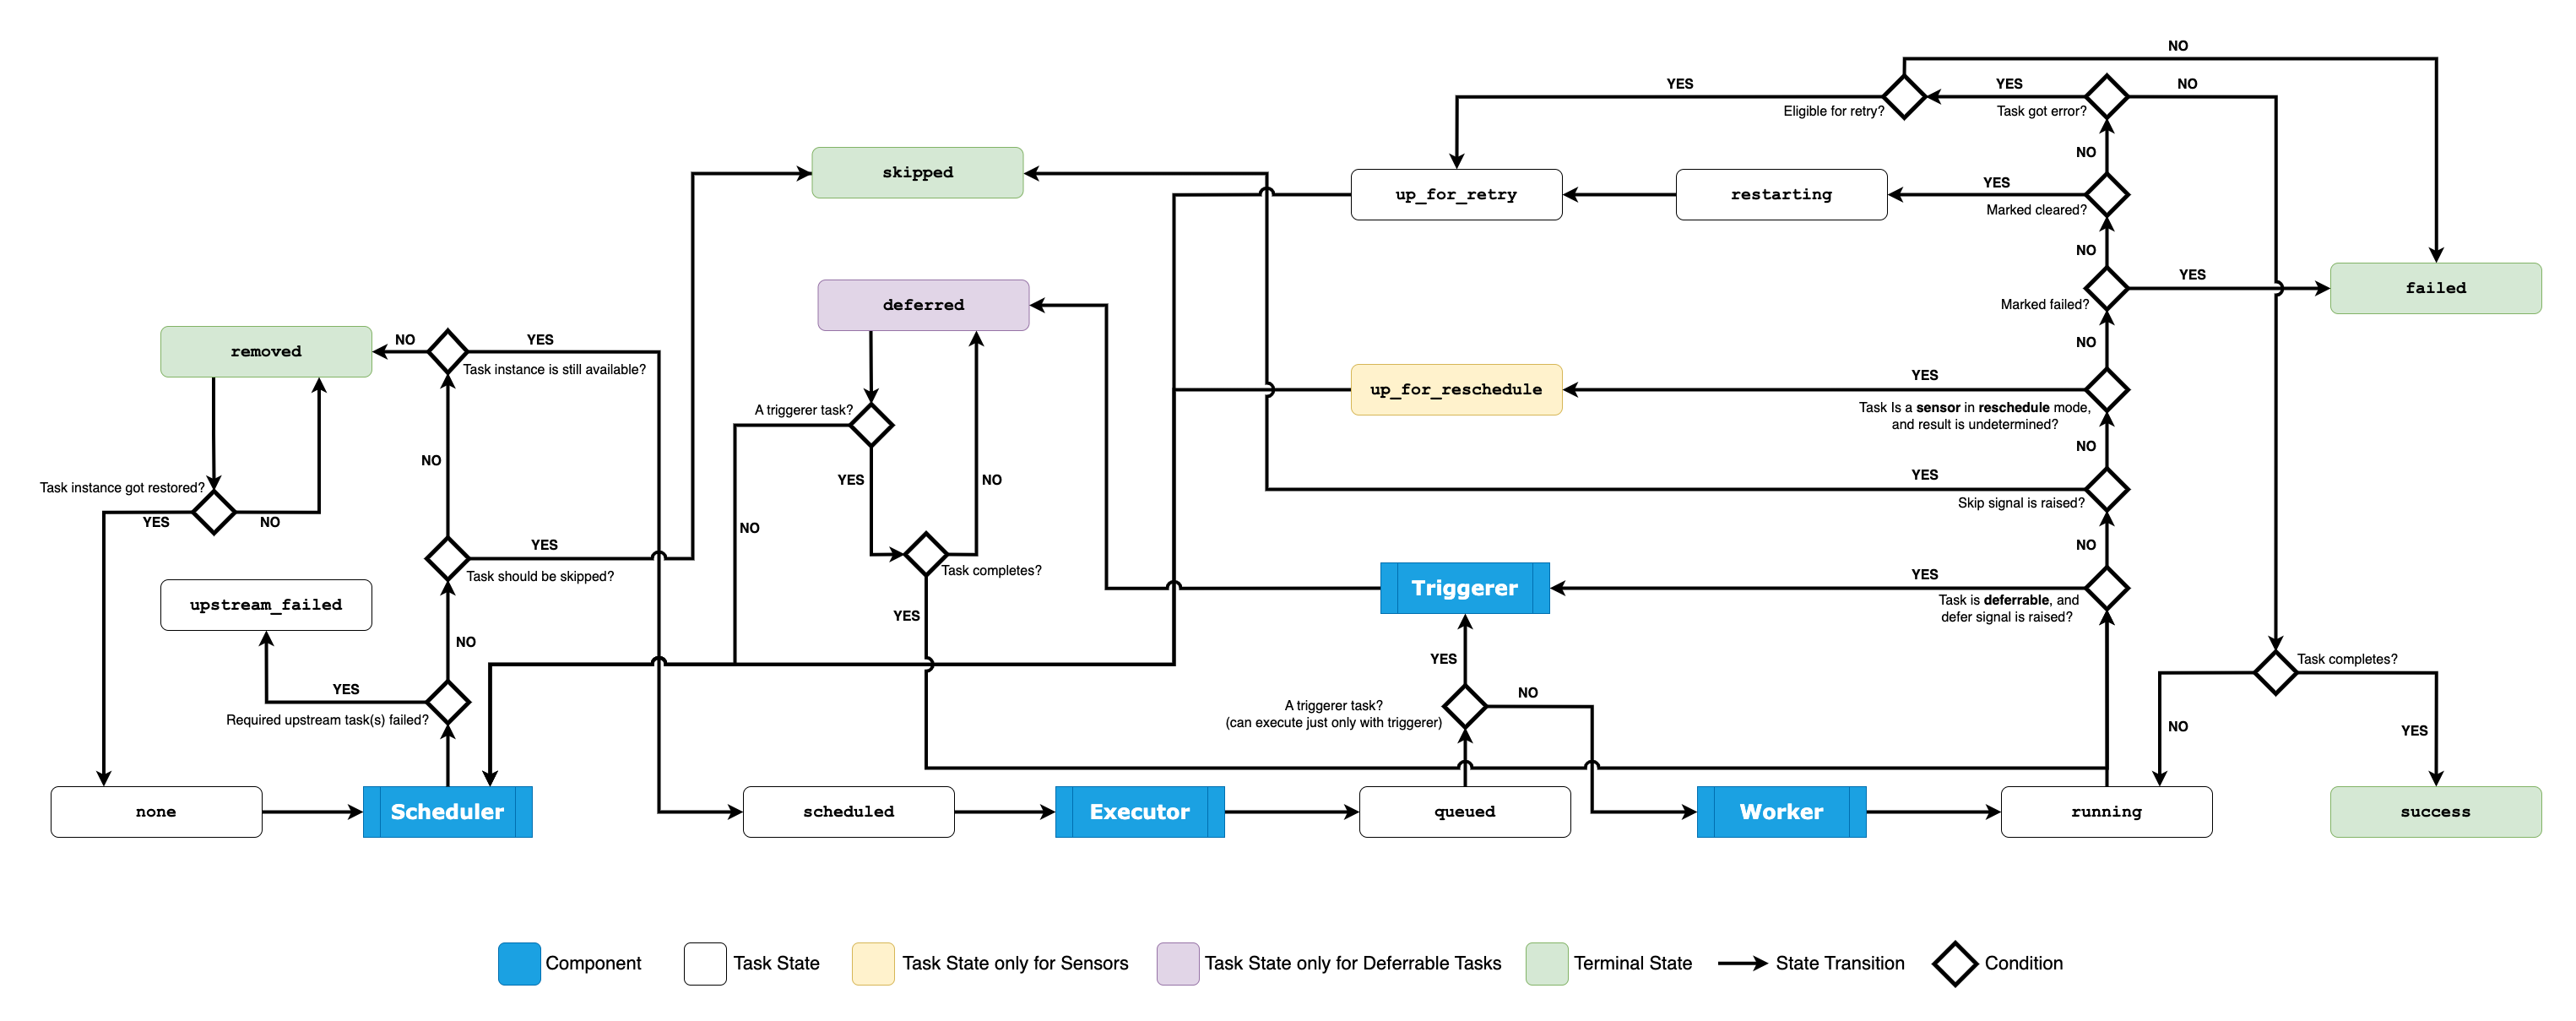 NO
YES
YES
NO
Eligible for retry?
Task got error?
NO
skipped
up_for_retry
restarting
YES
Marked cleared?
NO
deferred
YES
failed
Marked failed?
removed
NO
YES
NO
Task instance is still available?
up_for_reschedule
YES
A triggerer task?
Task Is a sensor in reschedule mode,
and result is undetermined?
NO
NO
Task instance got restored?
YES
NO
YES
NO
YES
Skip signal is raised?
NO
YES
Task should be skipped?
Task completes?
NO
upstream_failed
YES
Triggerer
YES
Task is deferrable, and
defer signal is raised?
NO
YES
Required upstream task(s) failed?
YES
NO
A triggerer task?
(can execute just only with triggerer)
Task completes?
NO
YES
none
Scheduler
scheduled
Executor
queued
Worker
running
success
Component
Task State
Task State only for Sensors
Task State only for Deferrable Tasks
Terminal State
State Transition
Condition